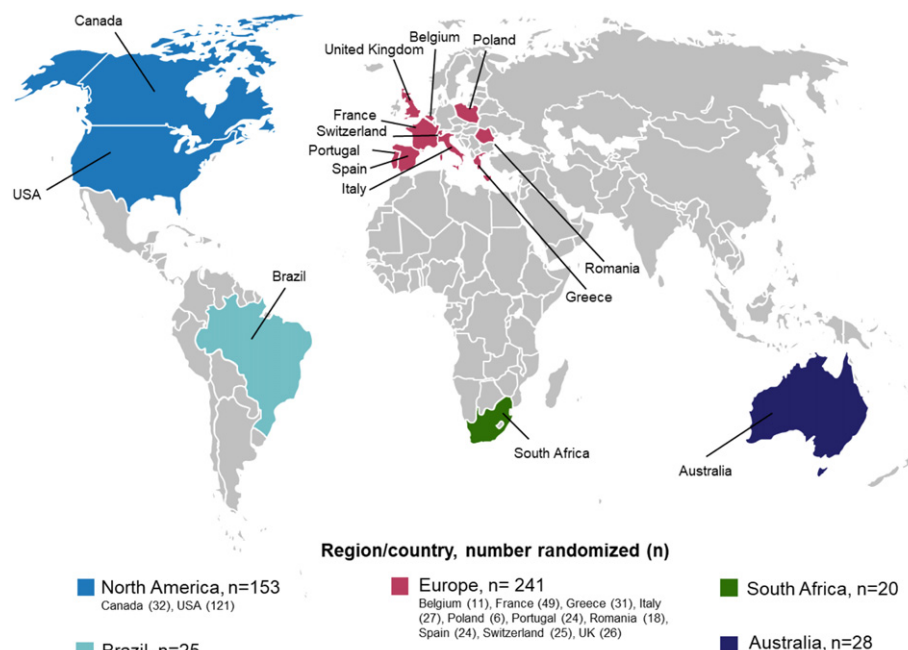 Canada
Belgium
Poland
United Kingdom
France
Switzerland
Portugal
Spain
Italy
USA
Romania
Greece
Brazil
South Africa
Australia
Region/country, number randomized (n)
North America, n=153
Canada (32), USA (121)
Europe, n= 241
Belgium (11), France (49), Greece (31), Italy
(27), Poland (6), Portugal (24), Romania (18),
Spain (24), Switzerland (25), UK (26)
South Africa, n=20
Brazil, n=25
Australia, n=28